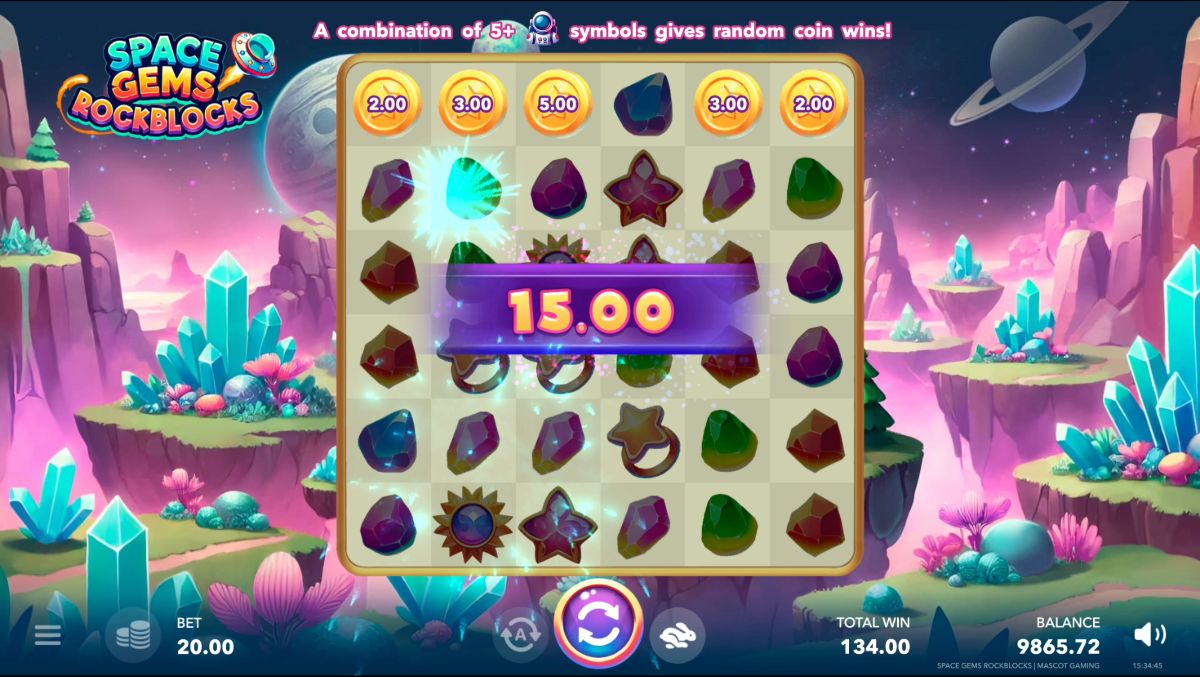 A combination of 5+ symbols gives random coin wins!
SPACE
GEMS
ROCKBLOCKS
2.00 3.00 5.00 3.00 2.00
15.00
A
BET
20.00
TOTAL WIN
134.00
BALANCE
9865.72
SPACE GEMS ROCKBLOCKS | MASCOT GAMING
15:34:45